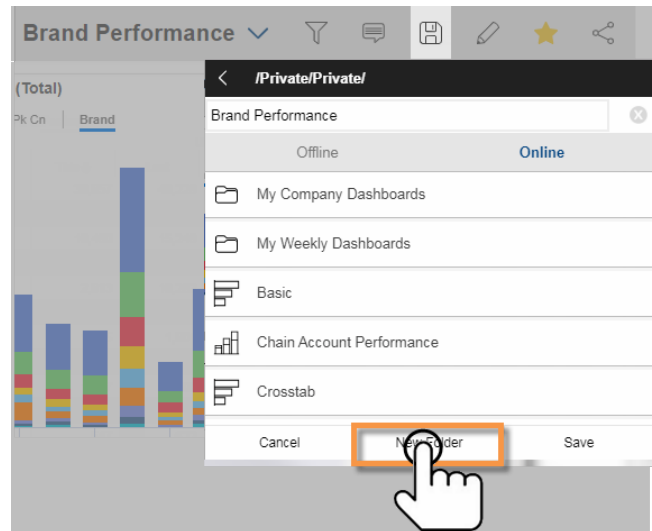 Brand Performance
(Total)
Pk Cn Brand
/Private/Private/
Brand Performance
Offline Online
My Company Dashboards
My Weekly Dashboards
Basic
Chain Account Performance
Crosstab
Cancel New Folder Save